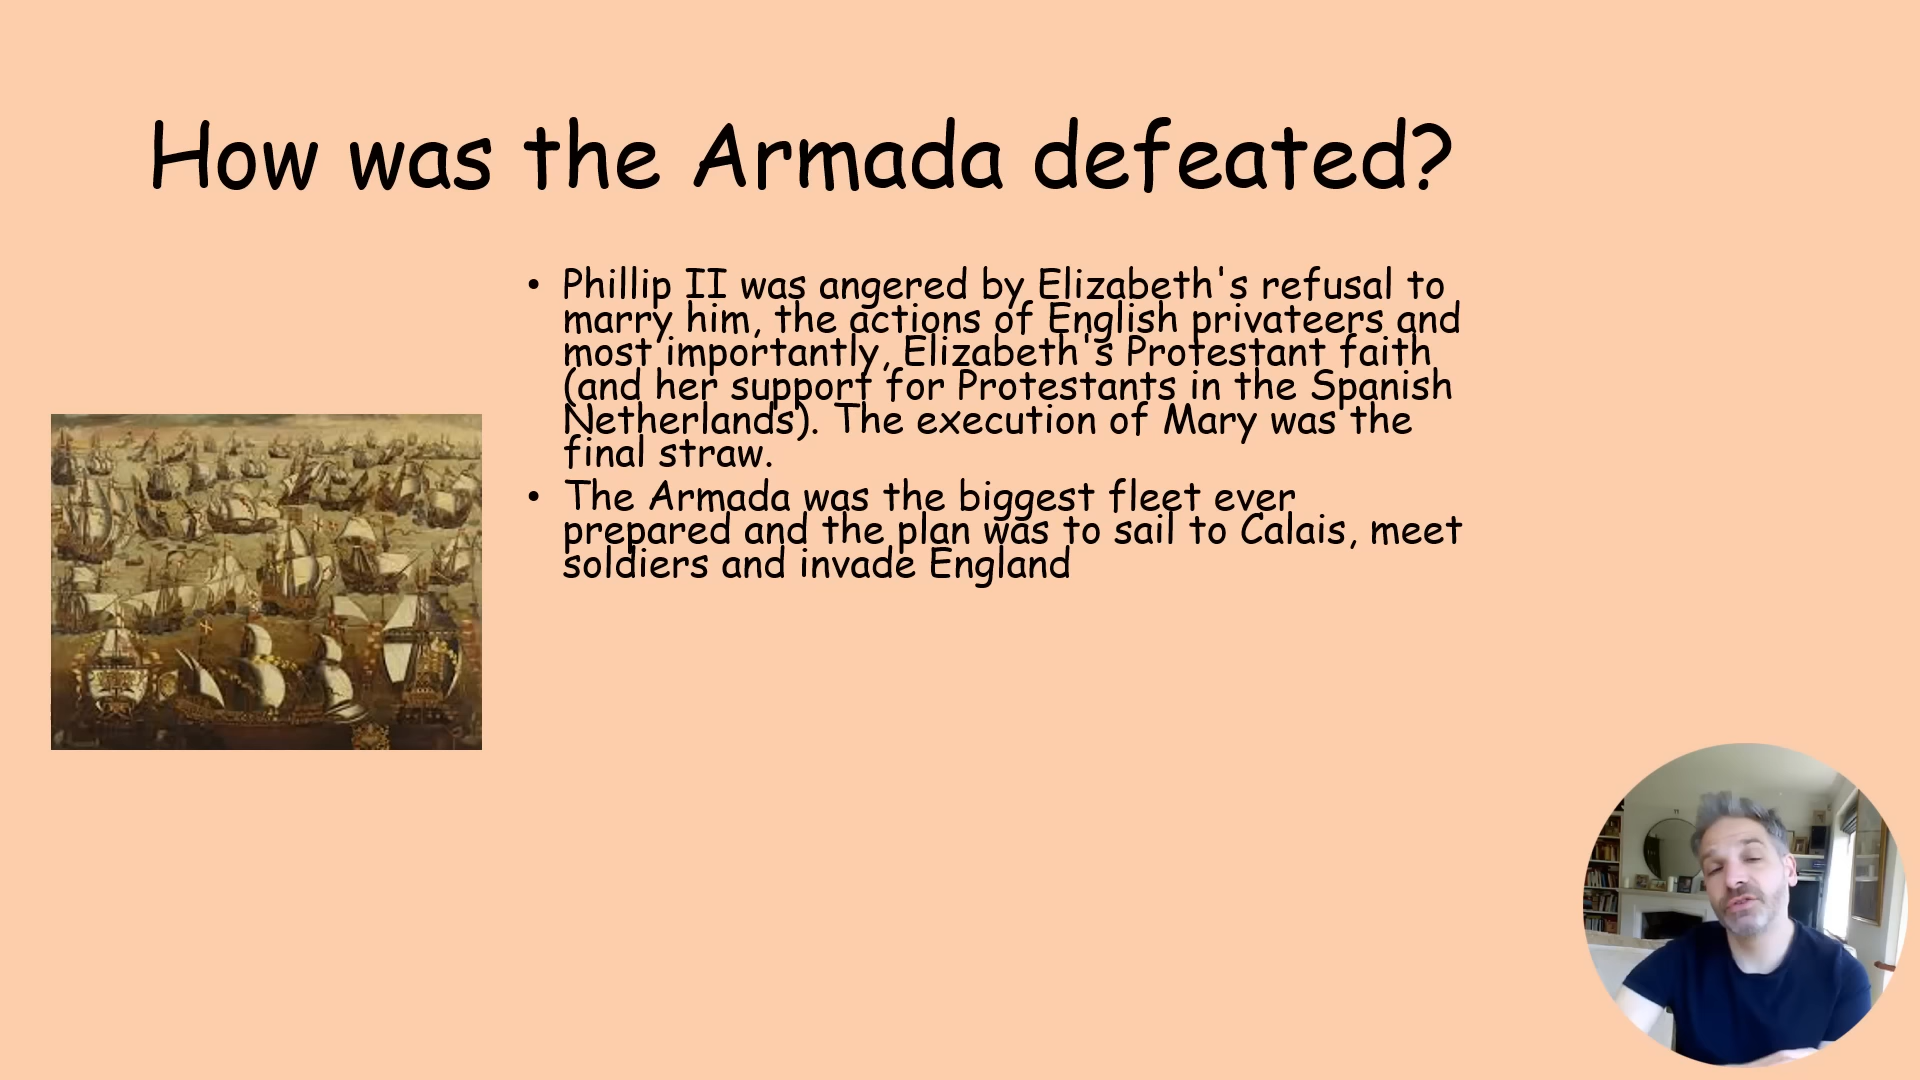 How was the Armada defeated?
• Phillip II was angered by Elizabeth's refusal to
marry him, the actions of English privateers and
most importantly, Elizabeth's Protestant faith
(and her support for Protestants in the Spanish
Netherlands). The execution of Mary was the
final straw.
• The Armada was the biggest fleet ever
prepared and the plan was to sail to Calais, meet
soldiers and invade England